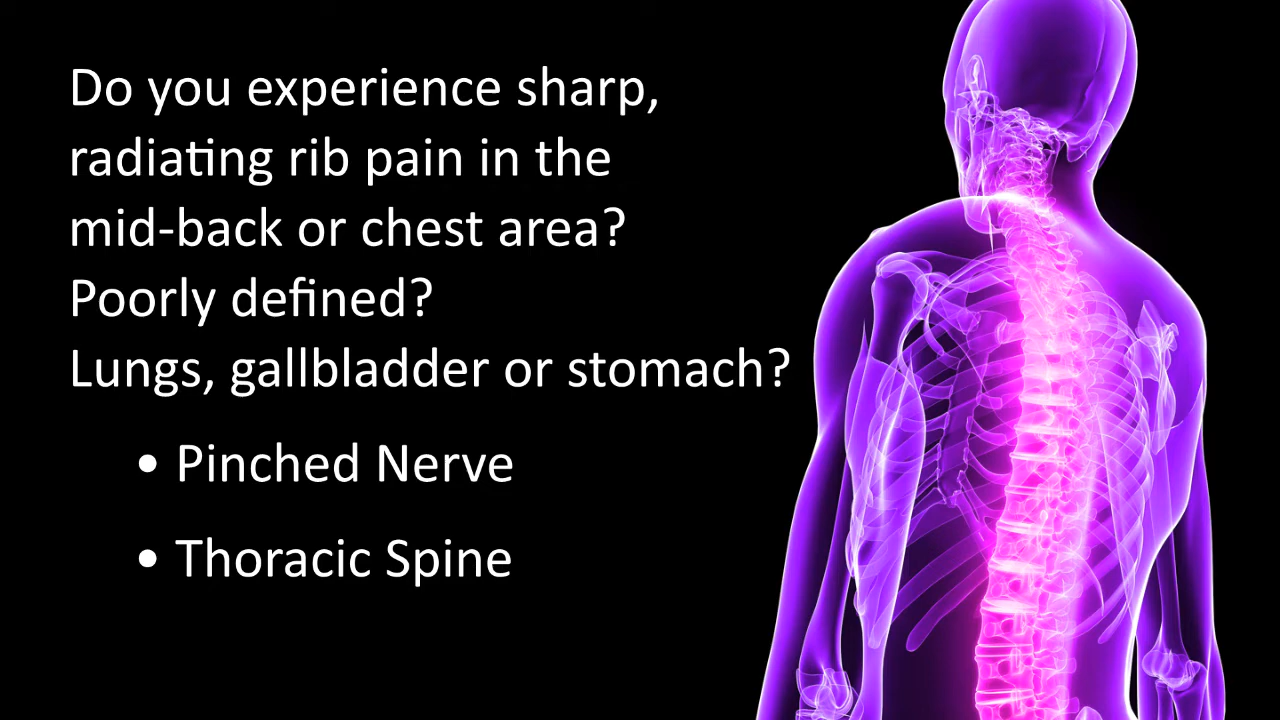 Do you experience sharp,
radiating rib pain in the
mid-back or chest area?
Poorly defined?
Lungs, gallbladder or stomach?
• Pinched Nerve
• Thoracic Spine